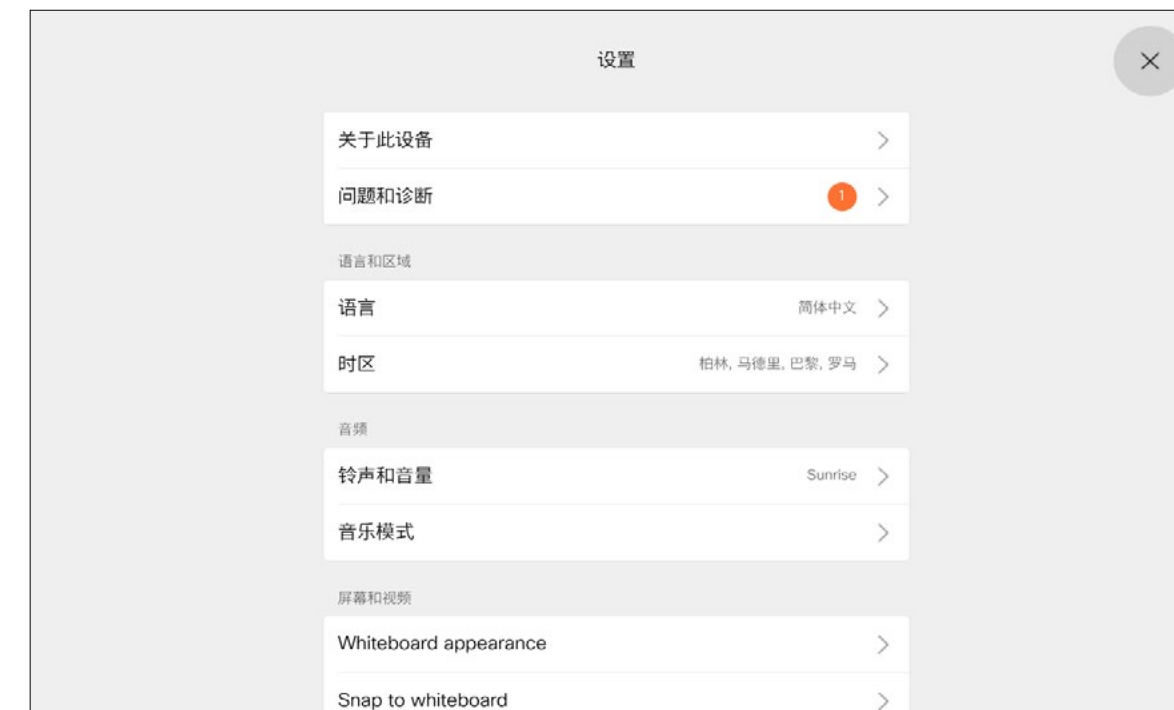 设置
关于此设备
问题和诊断 1
语言和区域
语言 简体中文
时区 柏林, 马德里, 巴黎, 罗马
音频
铃声和音量 Sunrise
音乐模式
屏幕和视频
Whiteboard appearance
Snap to whiteboard